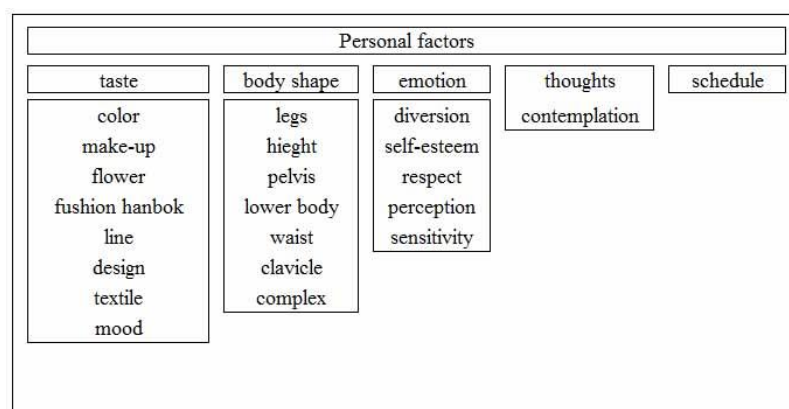 Personal factors
taste
body shape
emotion
thoughts
schedule
color
make-up
flower
fushion hanbok
line
design
textile
mood
legs
hieght
pelvis
lower body
waist
clavicle
complex
diversion
self-esteem
respect
perception
sensitivity
contemplation